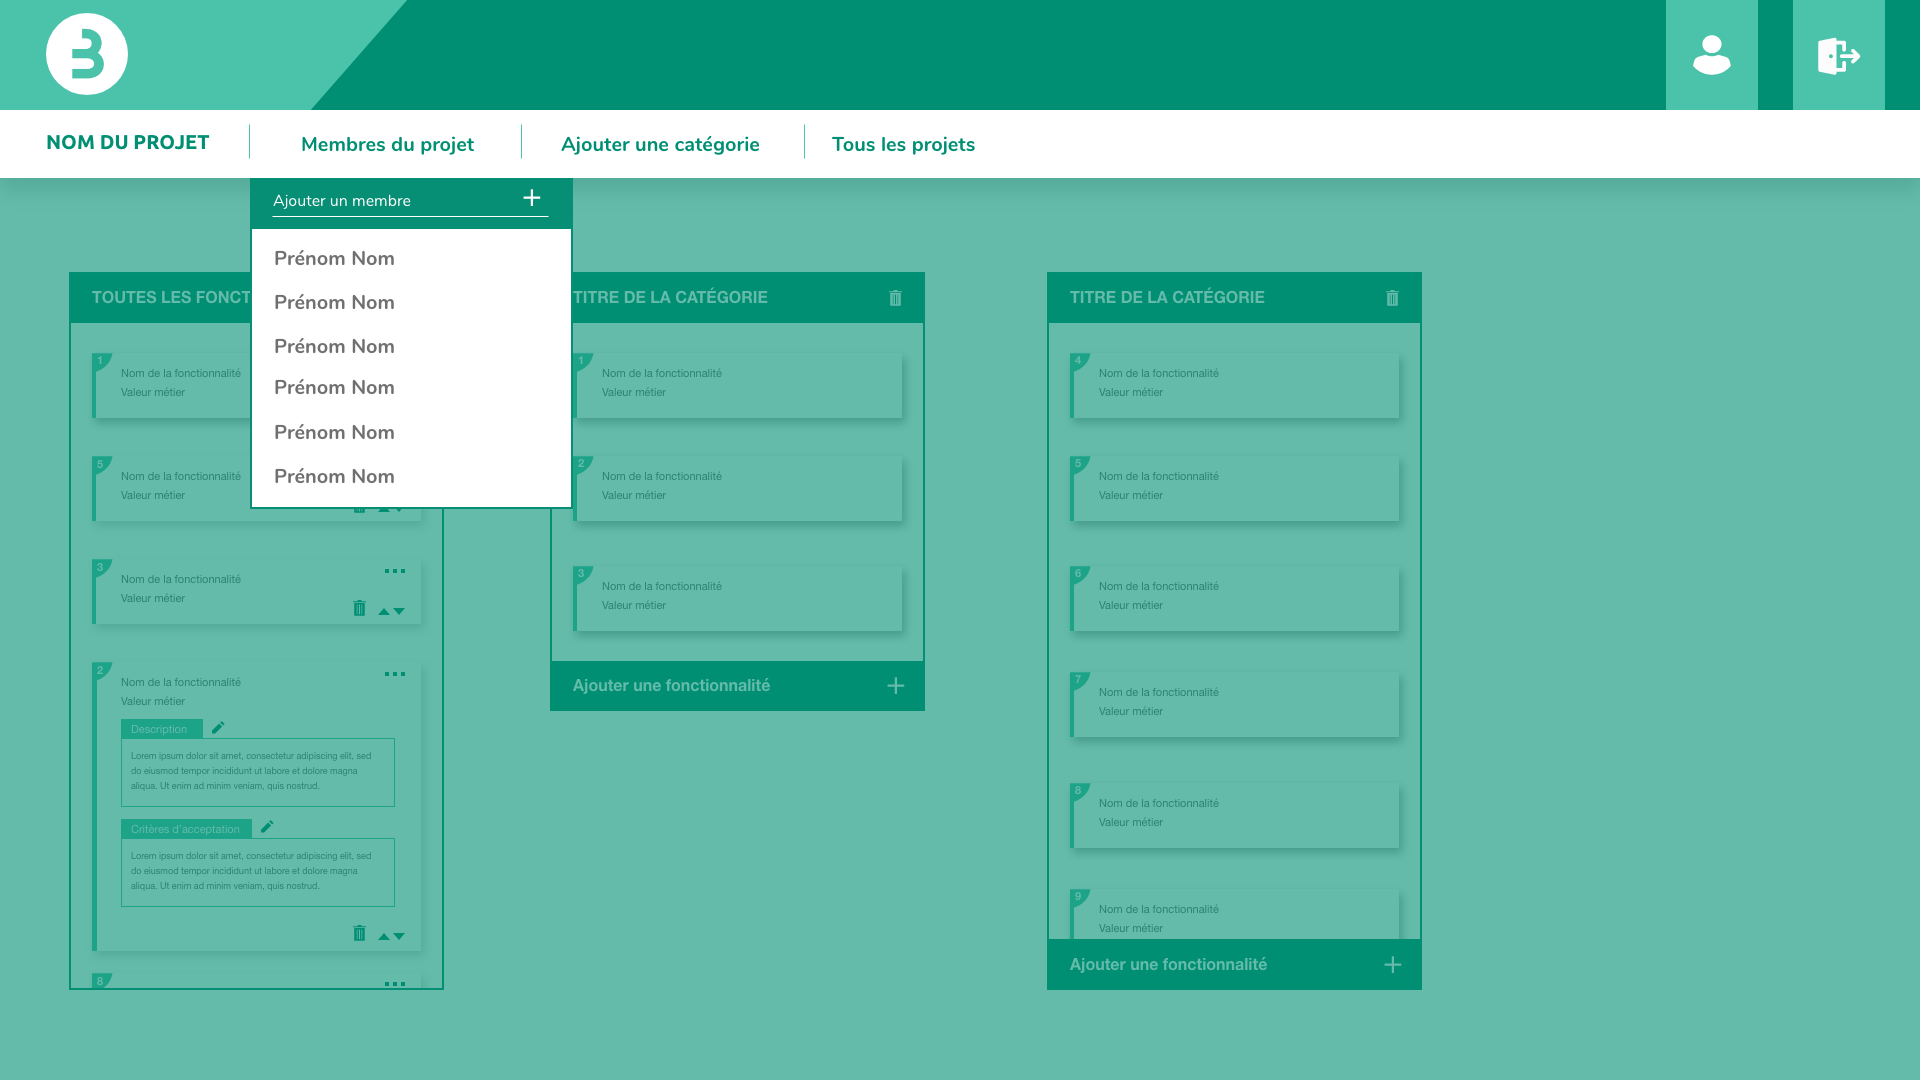 B
NOM DU PROJET
Membres du projet
Ajouter une catégorie
Tous les projets
Ajouter un membre
Prénom Nom
Prénom Nom
Prénom Nom
Prénom Nom
Prénom Nom
Prénom Nom
TOUTES LES FONCT
1
Nom de la fonctionnalité
Valeur métier
5
Nom de la fonctionnalité
Valeur métier
3
Nom de la fonctionnalité
Valeur métier
2
Nom de la fonctionnalité
Valeur métier
Description
Lorem ipsum dolor sit amet, consectetur adipiscing elit, sed
do eiusmod tempor incididunt ut labore et dolore magna
aliqua. Ut enim ad minim veniam, quis nostrud.
Critères d'acceptation
Lorem ipsum dolor sit amet, consectetur adipiscing elit, sed
do eiusmod tempor incididunt ut labore et dolore magna
aliqua. Ut enim ad minim veniam, quis nostrud.
8
TITRE DE LA CATÉGORIE
1
Nom de la fonctionnalité
Valeur métier
2
Nom de la fonctionnalité
Valeur métier
3
Nom de la fonctionnalité
Valeur métier
Ajouter une fonctionnalité
TITRE DE LA CATÉGORIE
4
Nom de la fonctionnalité
Valeur métier
5
Nom de la fonctionnalité
Valeur métier
6
Nom de la fonctionnalité
Valeur métier
7
Nom de la fonctionnalité
Valeur métier
8
Nom de la fonctionnalité
Valeur métier
9
Nom de la fonctionnalité
Valeur métier
Ajouter une fonctionnalité